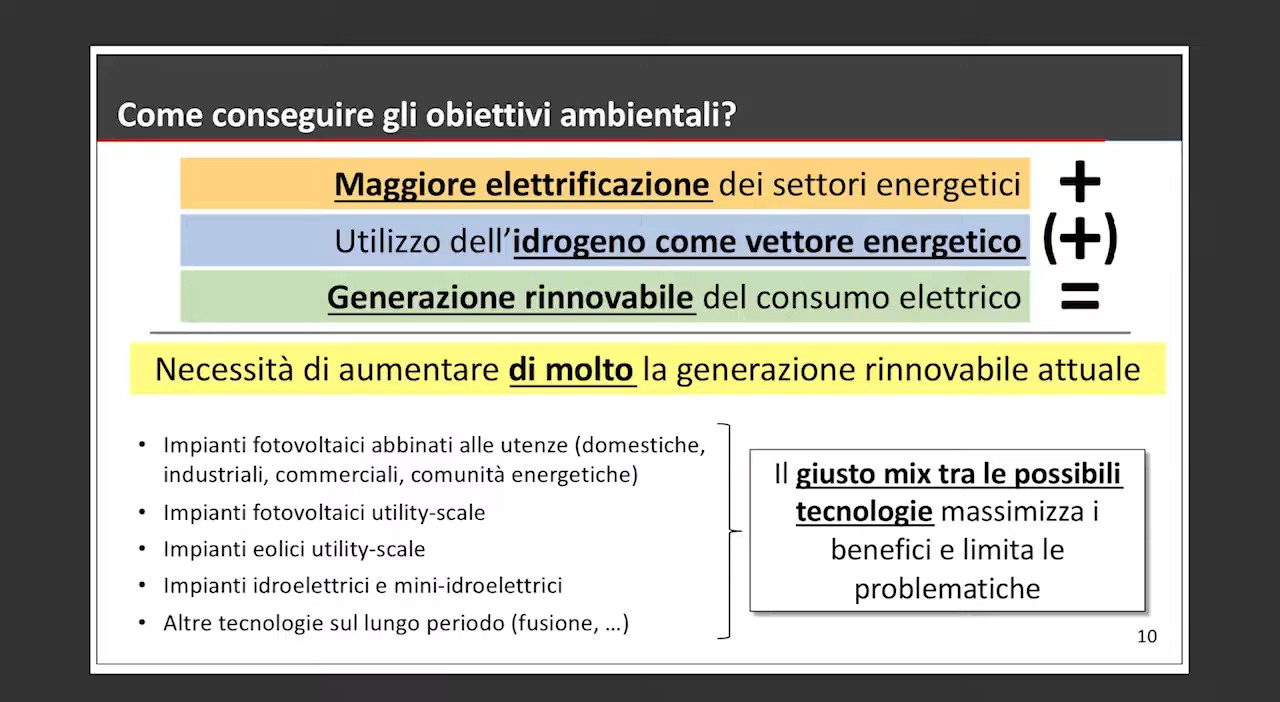 Come conseguire gli obiettivi ambientali?
Maggiore elettrificazione dei settori energetici +
Utilizzo dell’idrogeno come vettore energetico (+)
Generazione rinnovabile del consumo elettrico =
Necessità di aumentare di molto la generazione rinnovabile attuale
• Impianti fotovoltaici abbinati alle utenze (domestiche,
industriali, commerciali, comunità energetiche)
• Impianti fotovoltaici utility-scale
• Impianti eolici utility-scale
• Impianti idroelettrici e mini-idroelettrici
• Altre tecnologie sul lungo periodo (fusione, …)
Il giusto mix tra le possibili
tecnologie massimizza i
benefici e limita le
problematiche
10